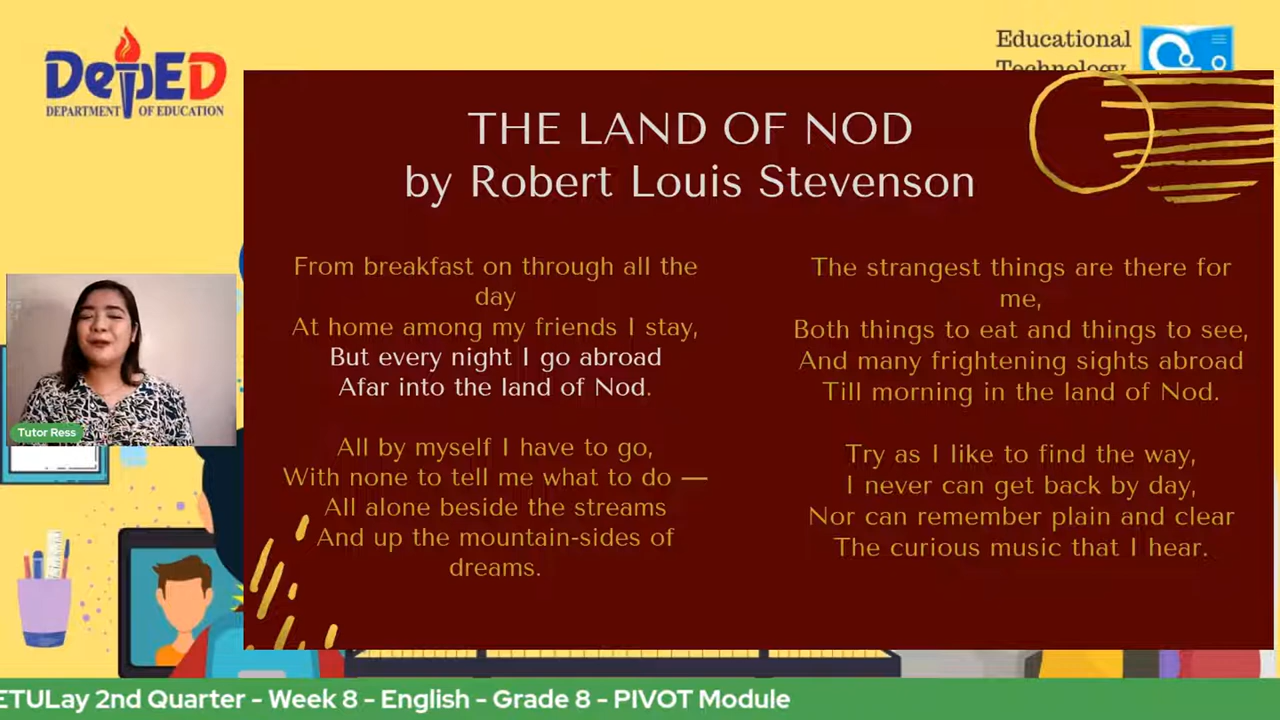 DepED
DEPARTMENT OF EDUCATION
Educational
Technology
THE LAND OF NOD
by Robert Louis Stevenson
From breakfast on through all the
day
At home among my friends I stay,
But every night I go abroad
Afar into the land of Nod.
All by myself I have to go,
With none to tell me what to do —
All alone beside the streams
And up the mountain-sides of
dreams.
The strangest things are there for
me,
Both things to eat and things to see,
And many frightening sights abroad
Till morning in the land of Nod.
Try as I like to find the way,
I never can get back by day,
Nor can remember plain and clear
The curious music that I hear.
Tutor Ress
ETULay 2nd Quarter - Week 8 - English - Grade 8 - PIVOT Module